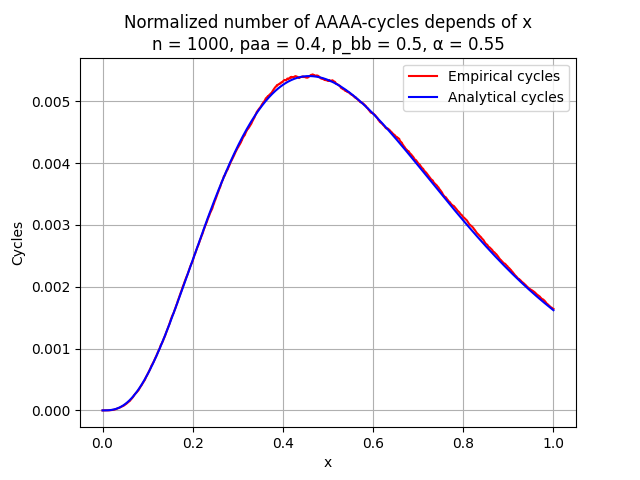 Normalized number of AAAA-cycles depends of x
n = 1000, paa = 0.4, p_bb = 0.5, α = 0.55
Empirical cycles
Analytical cycles
Cycles
0.005
0.004
0.003
0.002
0.001
0.000
0.0 0.2 0.4 0.6 0.8 1.0
x